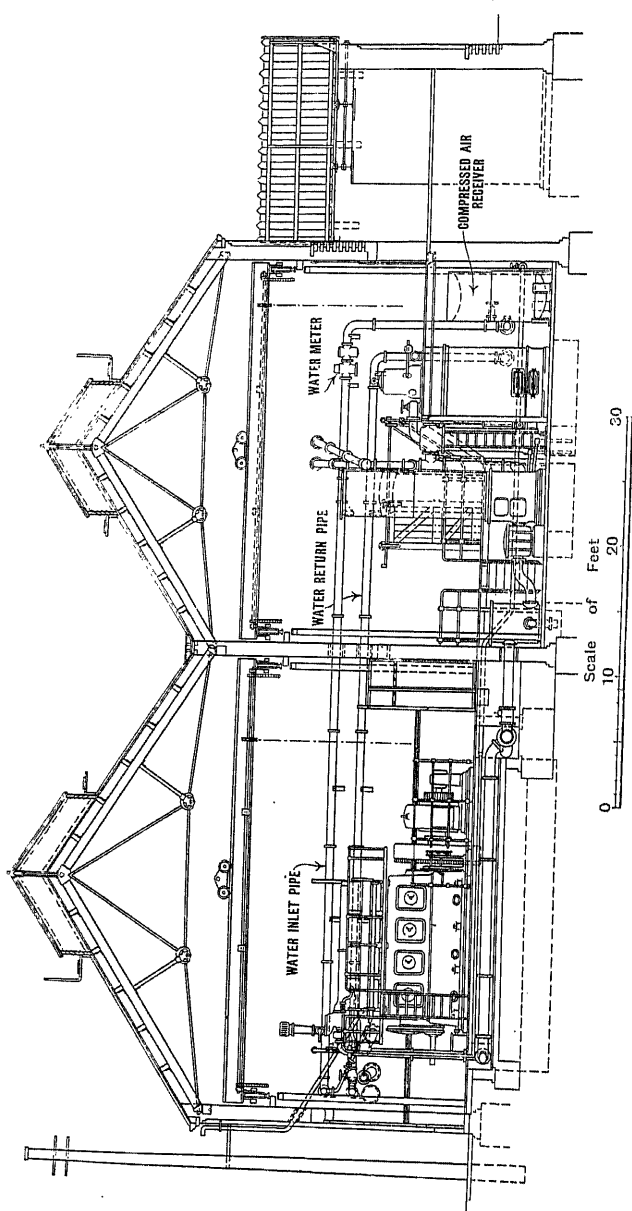 WATER INLET PIPE
WATER RETURN PIPE
WATER METER
COMPRESSED AIR
RECEIVER
0 10 20 30
Scale of Feet